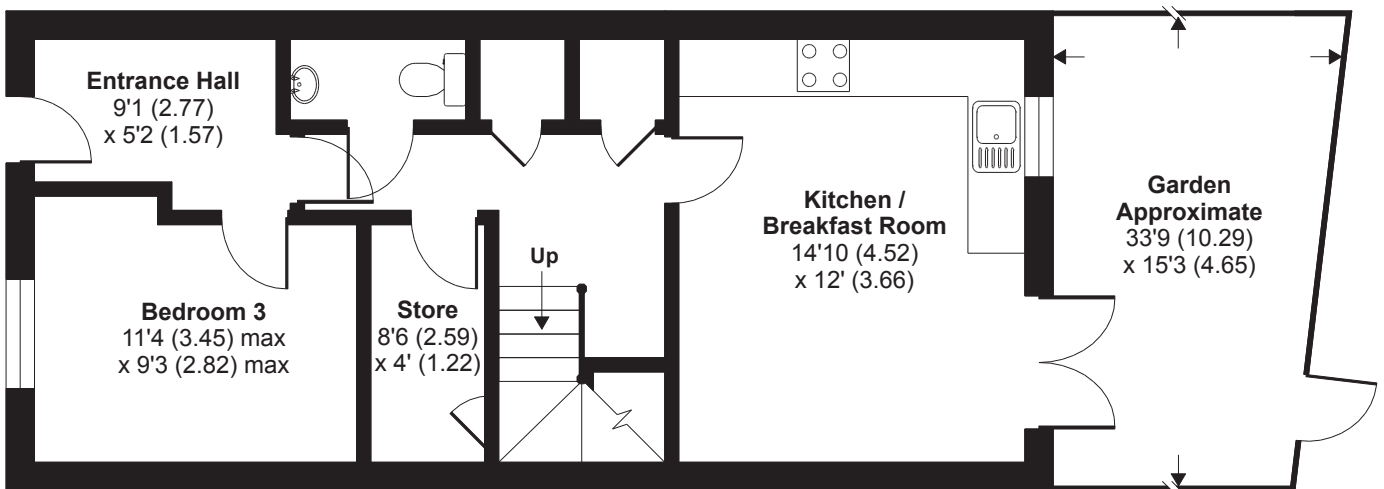 Entrance Hall
9'1 (2.77)
x 5'2 (1.57)
Bedroom 3
11'4 (3.45) max
x 9'3 (2.82) max
Store
8'6 (2.59)
x 4' (1.22)
Up
Kitchen /
Breakfast Room
14'10 (4.52)
x 12' (3.66)
Garden
Approximate
33'9 (10.29)
x 15'3 (4.65)